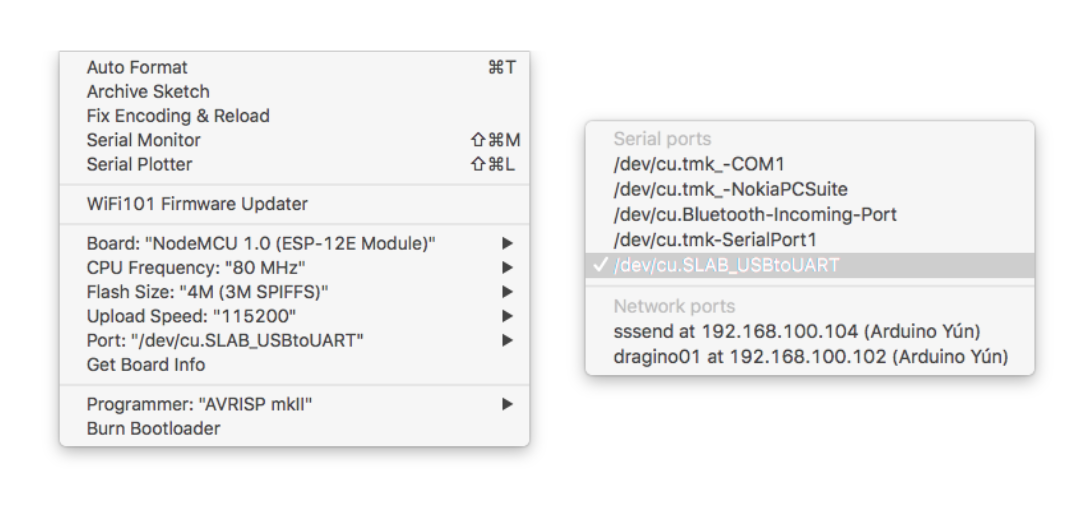 Auto Format ⌘T
Archive Sketch
Fix Encoding & Reload
Serial Monitor ⇧⌘M
Serial Plotter ⇧⌘L
WiFi101 Firmware Updater
Board: "NodeMCU 1.0 (ESP-12E Module)"
CPU Frequency: "80 MHz"
Flash Size: "4M (3M SPIFFS)"
Upload Speed: "115200"
Port: "/dev/cu.SLAB_USBtoUART"
Get Board Info
Programmer: "AVRISP mkII"
Burn Bootloader
Serial ports
/dev/cu.tmk_-COM1
/dev/cu.tmk_-NokiaPCSuite
/dev/cu.Bluetooth-Incoming-Port
/dev/cu.tmk-SerialPort1
✓ /dev/cu.SLAB_USBtoUART
Network ports
sssend at 192.168.100.104 (Arduino Yún)
dragino01 at 192.168.100.102 (Arduino Yún)